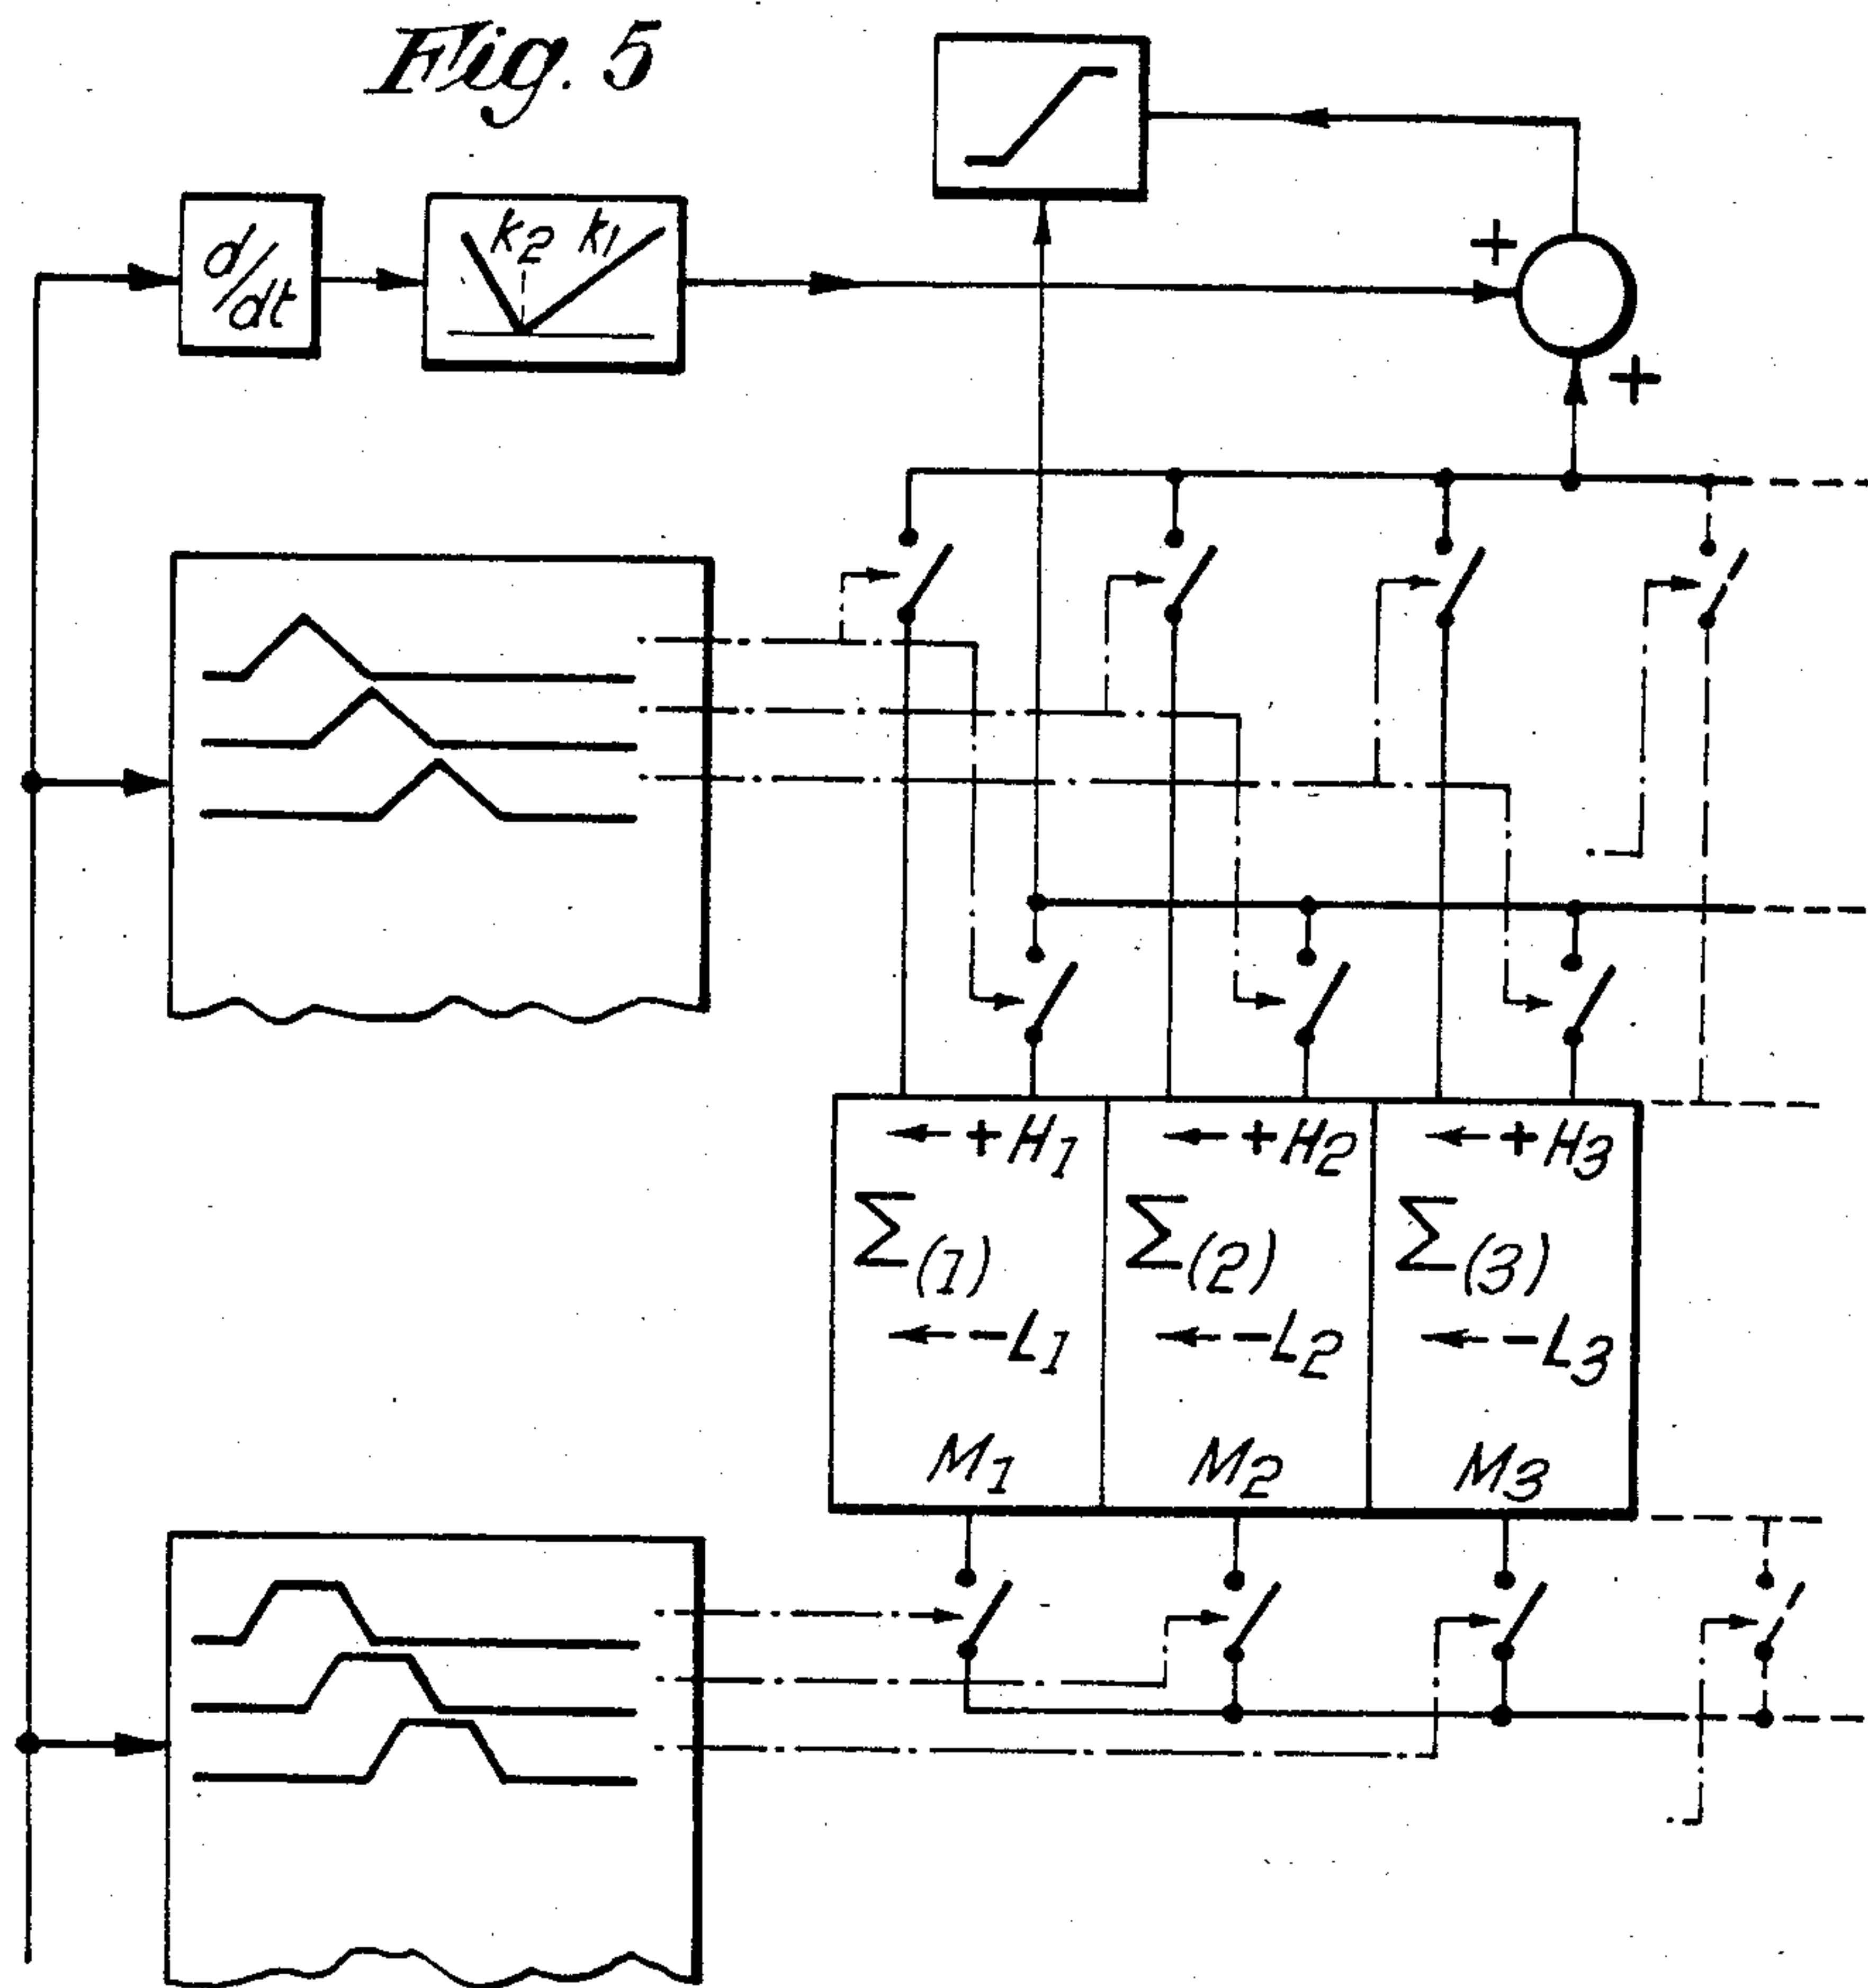 Fig. 5
d/dt
k2 k1
+
+
+H1 +H2 +H3
Σ(1) Σ(2) Σ(3)
-L1 -L2 -L3
M1 M2 M3